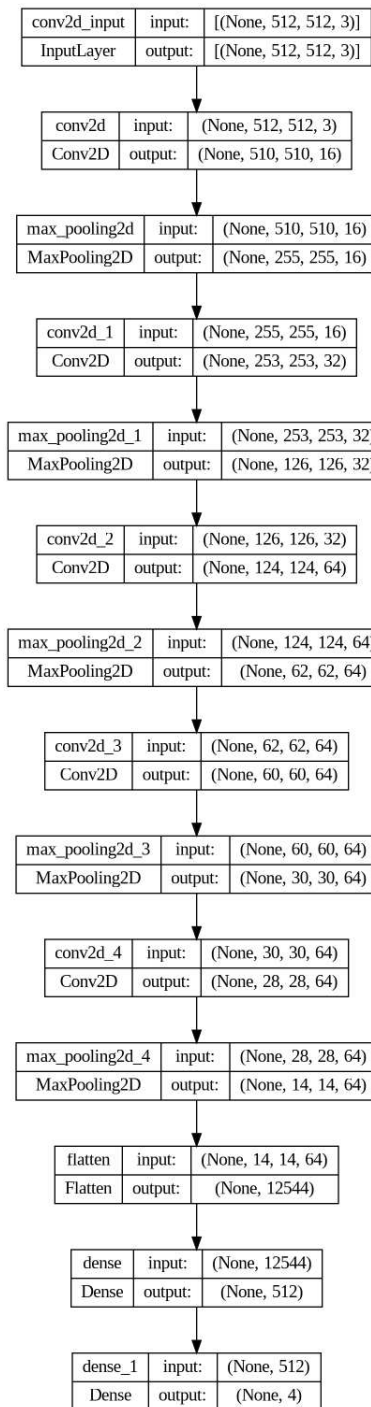 conv2d_input input: [(None, 512, 512, 3)]
InputLayer output: [(None, 512, 512, 3)]
conv2d input: (None, 512, 512, 3)
Conv2D output: (None, 510, 510, 16)
max_pooling2d input: (None, 510, 510, 16)
MaxPooling2D output: (None, 255, 255, 16)
conv2d_1 input: (None, 255, 255, 16)
Conv2D output: (None, 253, 253, 32)
max_pooling2d_1 input: (None, 253, 253, 32)
MaxPooling2D output: (None, 126, 126, 32)
conv2d_2 input: (None, 126, 126, 32)
Conv2D output: (None, 124, 124, 64)
max_pooling2d_2 input: (None, 124, 124, 64)
MaxPooling2D output: (None, 62, 62, 64)
conv2d_3 input: (None, 62, 62, 64)
Conv2D output: (None, 60, 60, 64)
max_pooling2d_3 input: (None, 60, 60, 64)
MaxPooling2D output: (None, 30, 30, 64)
conv2d_4 input: (None, 30, 30, 64)
Conv2D output: (None, 28, 28, 64)
max_pooling2d_4 input: (None, 28, 28, 64)
MaxPooling2D output: (None, 14, 14, 64)
flatten input: (None, 14, 14, 64)
Flatten output: (None, 12544)
dense input: (None, 12544)
Dense output: (None, 512)
dense_1 input: (None, 512)
Dense output: (None, 4)